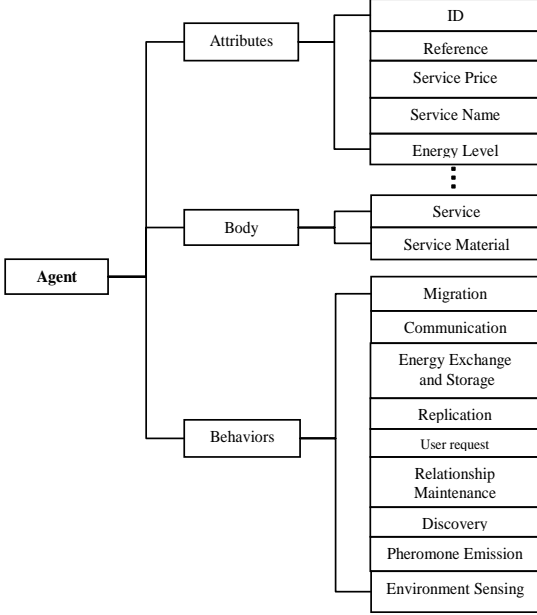 ID
Attributes
Reference
Service Price
Service Name
Energy Level
Service
Body
Service Material
Agent
Migration
Communication
Energy Exchange
and Storage
Replication
Behaviors
User request
Relationship
Maintenance
Discovery
Pheromone Emission
Environment Sensing